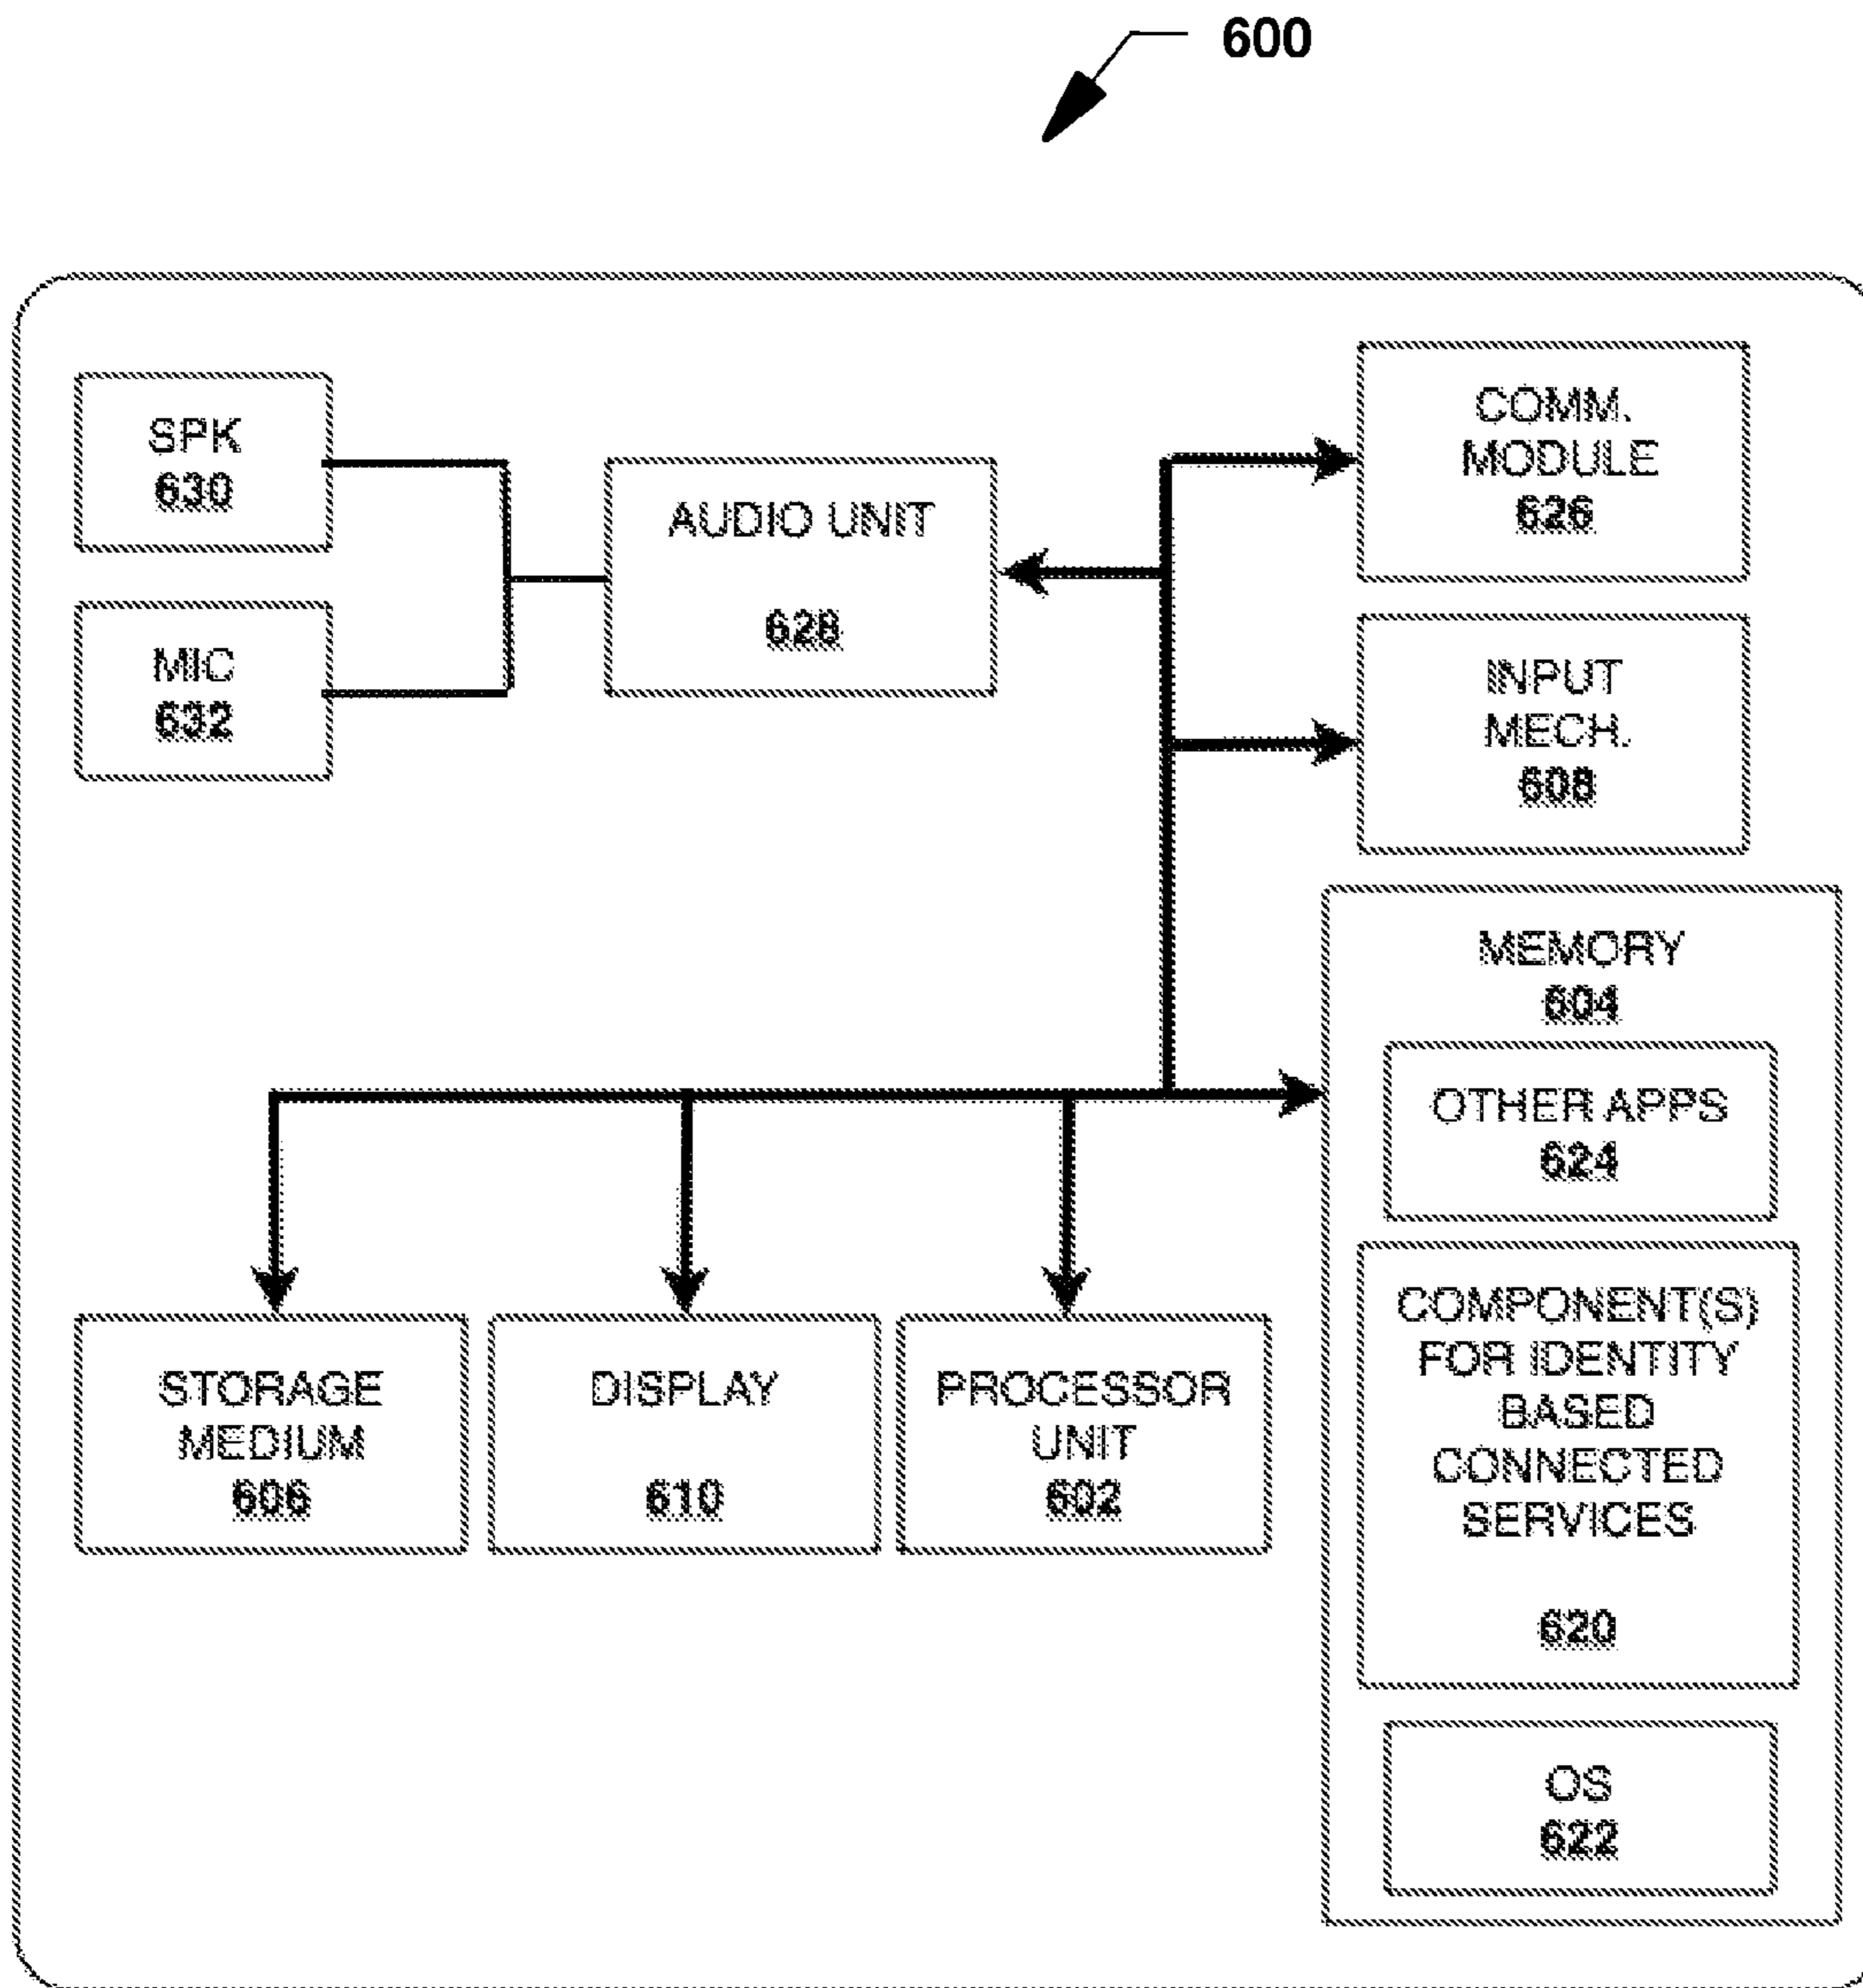 600
SPK
630
MIC
632
AUDIO UNIT
628
COMM.
MODULE
626
INPUT
MECH.
608
MEMORY
604
OTHER APPS
624
COMPONENT(S)
FOR IDENTITY
BASED
CONNECTED
SERVICES
620
OS
622
STORAGE
MEDIUM
606
DISPLAY
610
PROCESSOR
UNIT
602